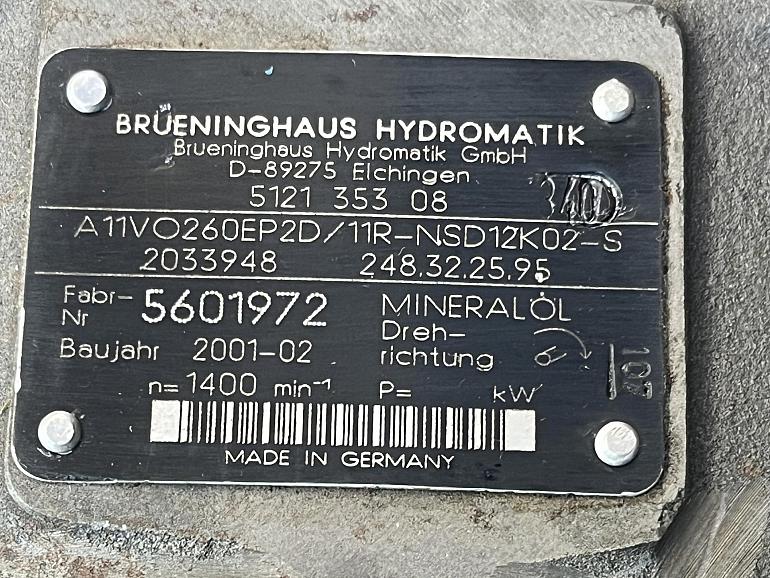 BRUENINGHAUS HYDROMATIK
Brueninghaus Hydromatik GmbH
D-89275 Elchingen
5121 353 08
A11VO260EP2D/11R-NSD12K02-S
2033948 248.32.25.95
Fabr-Nr 5601972 MINERALÖL
Baujahr 2001-02 Dreh-
richtung
n= 1400 min⁻¹ P= kW
107
MADE IN GERMANY